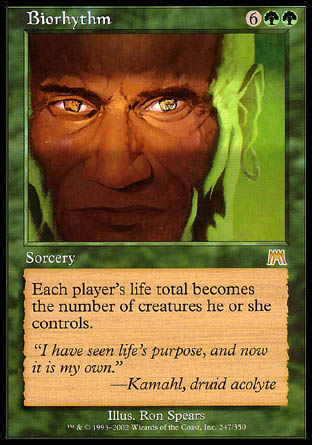 Biorhythm 6
Sorcery
Each player's life total becomes
the number of creatures he or she
controls.
"I have seen life's purpose, and now
it is my own."
—Kamahl, druid acolyte
Illus. Ron Spears
™ & © 1993–2002 Wizards of the Coast, Inc. 247/350